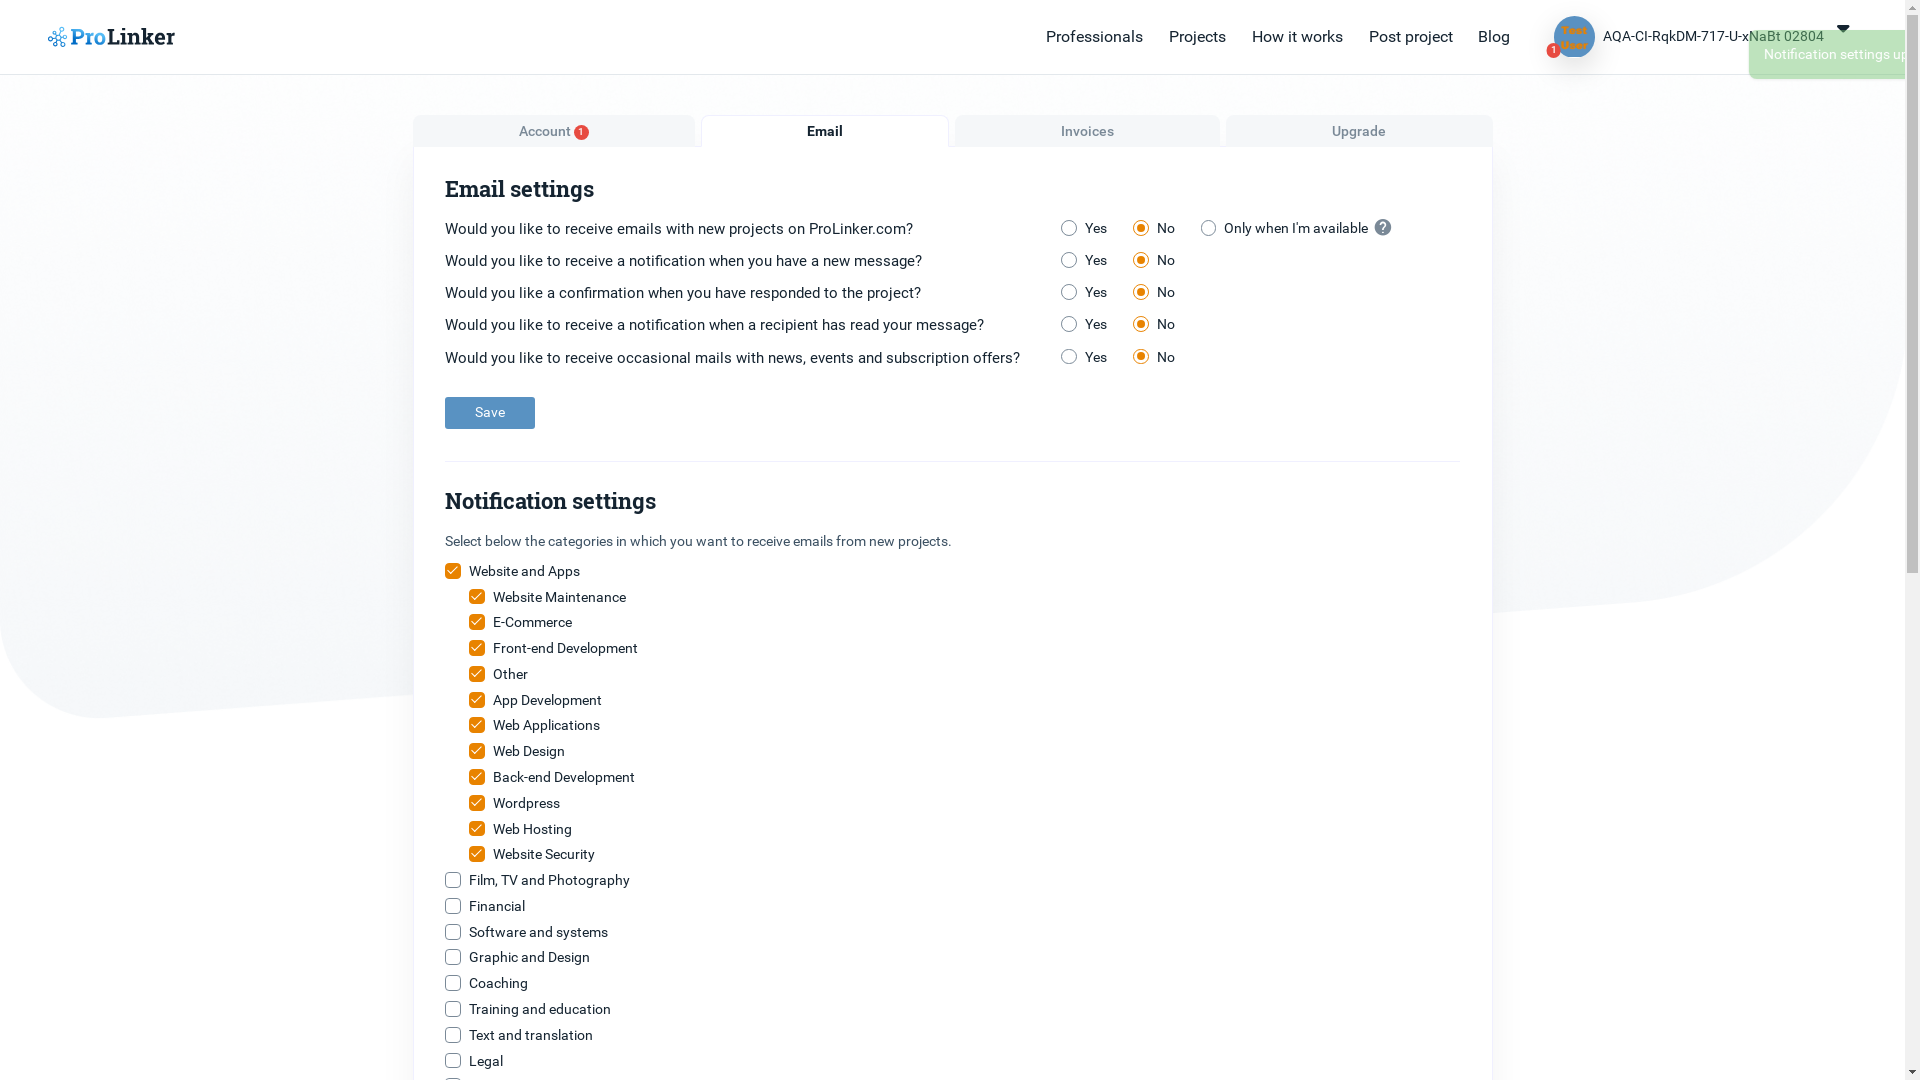 ProLinker
Professionals Projects How it works Post project Blog
1
AQA-CI-RqkDM-717-U-xNaBt 02804
Notification settings up
Account 1 Email Invoices Upgrade
Email settings
Would you like to receive emails with new projects on ProLinker.com? Yes No Only when I'm available ?
Would you like to receive a notification when you have a new message? Yes No
Would you like a confirmation when you have responded to the project? Yes No
Would you like to receive a notification when a recipient has read your message? Yes No
Would you like to receive occasional mails with news, events and subscription offers? Yes No
Save
Notification settings
Select below the categories in which you want to receive emails from new projects.
Website and Apps
Website Maintenance
E-Commerce
Front-end Development
Other
App Development
Web Applications
Web Design
Back-end Development
Wordpress
Web Hosting
Website Security
Film, TV and Photography
Financial
Software and systems
Graphic and Design
Coaching
Training and education
Text and translation
Legal